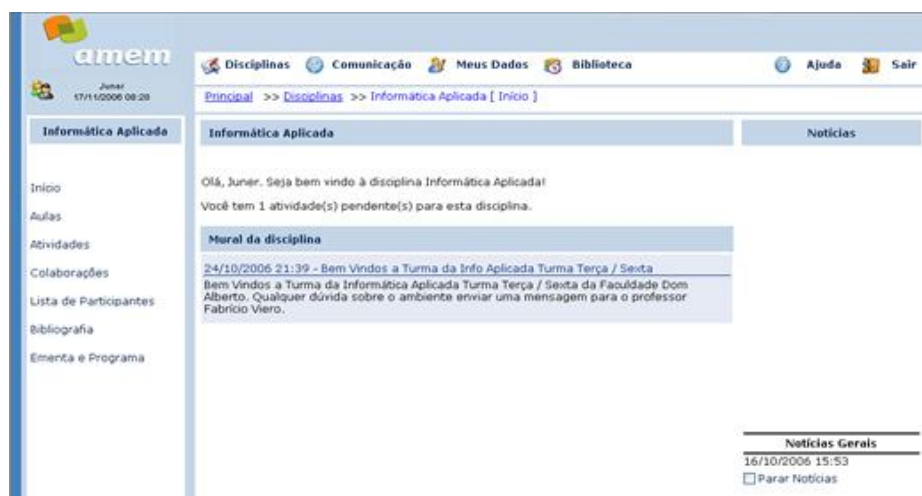 amem
Disciplinas Comunicação Meus Dados Biblioteca Ajuda Sair
Juner
17/11/2006 08:28
Principal >> Disciplinas >> Informática Aplicada [ Início ]
Informática Aplicada
Início
Aulas
Atividades
Colaborações
Lista de Participantes
Bibliografia
Ementa e Programa
Informática Aplicada
Olá, Juner. Seja bem vindo à disciplina Informática Aplicada!
Você tem 1 atividade(s) pendente(s) para esta disciplina.
Mural da disciplina
24/10/2006 21:39 - Bem Vindos a Turma da Info Aplicada Turma Terça / Sexta
Bem Vindos a Turma da Informática Aplicada Turma Terça / Sexta da Faculdade Dom
Alberto. Qualquer dúvida sobre o ambiente enviar uma mensagem para o professor
Fabrício Viero.
Notícias
Notícias Gerais
16/10/2006 15:53
Parar Notícias